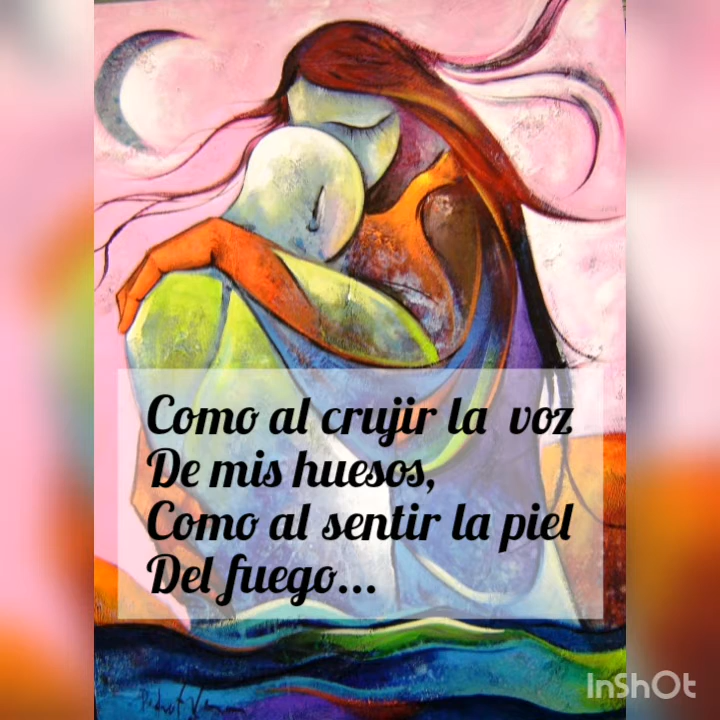 Como al crujir la voz
De mis huesos,
Como al sentir la piel
Del fuego...
InShOt